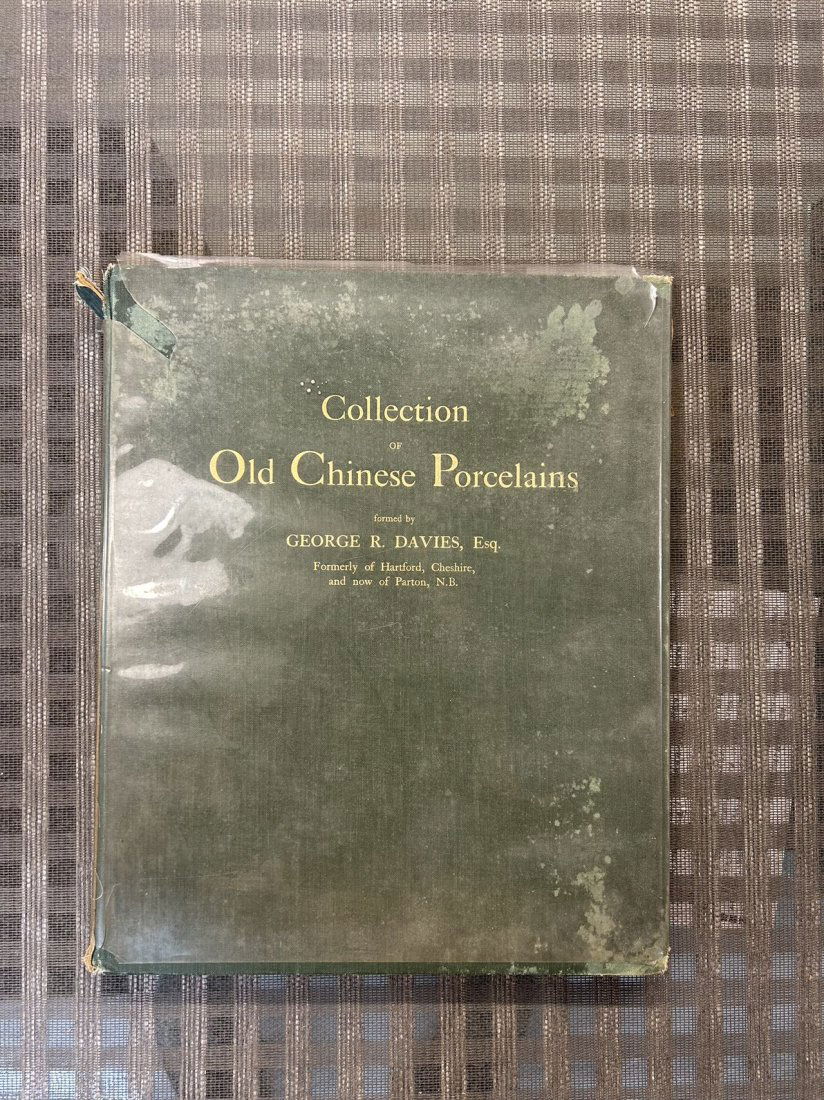 Collection
OF
Old Chinese Porcelains
formed by
GEORGE R. DAVIES, Esq.
Formerly of Hartford, Cheshire,
and now of Parton, N.B.